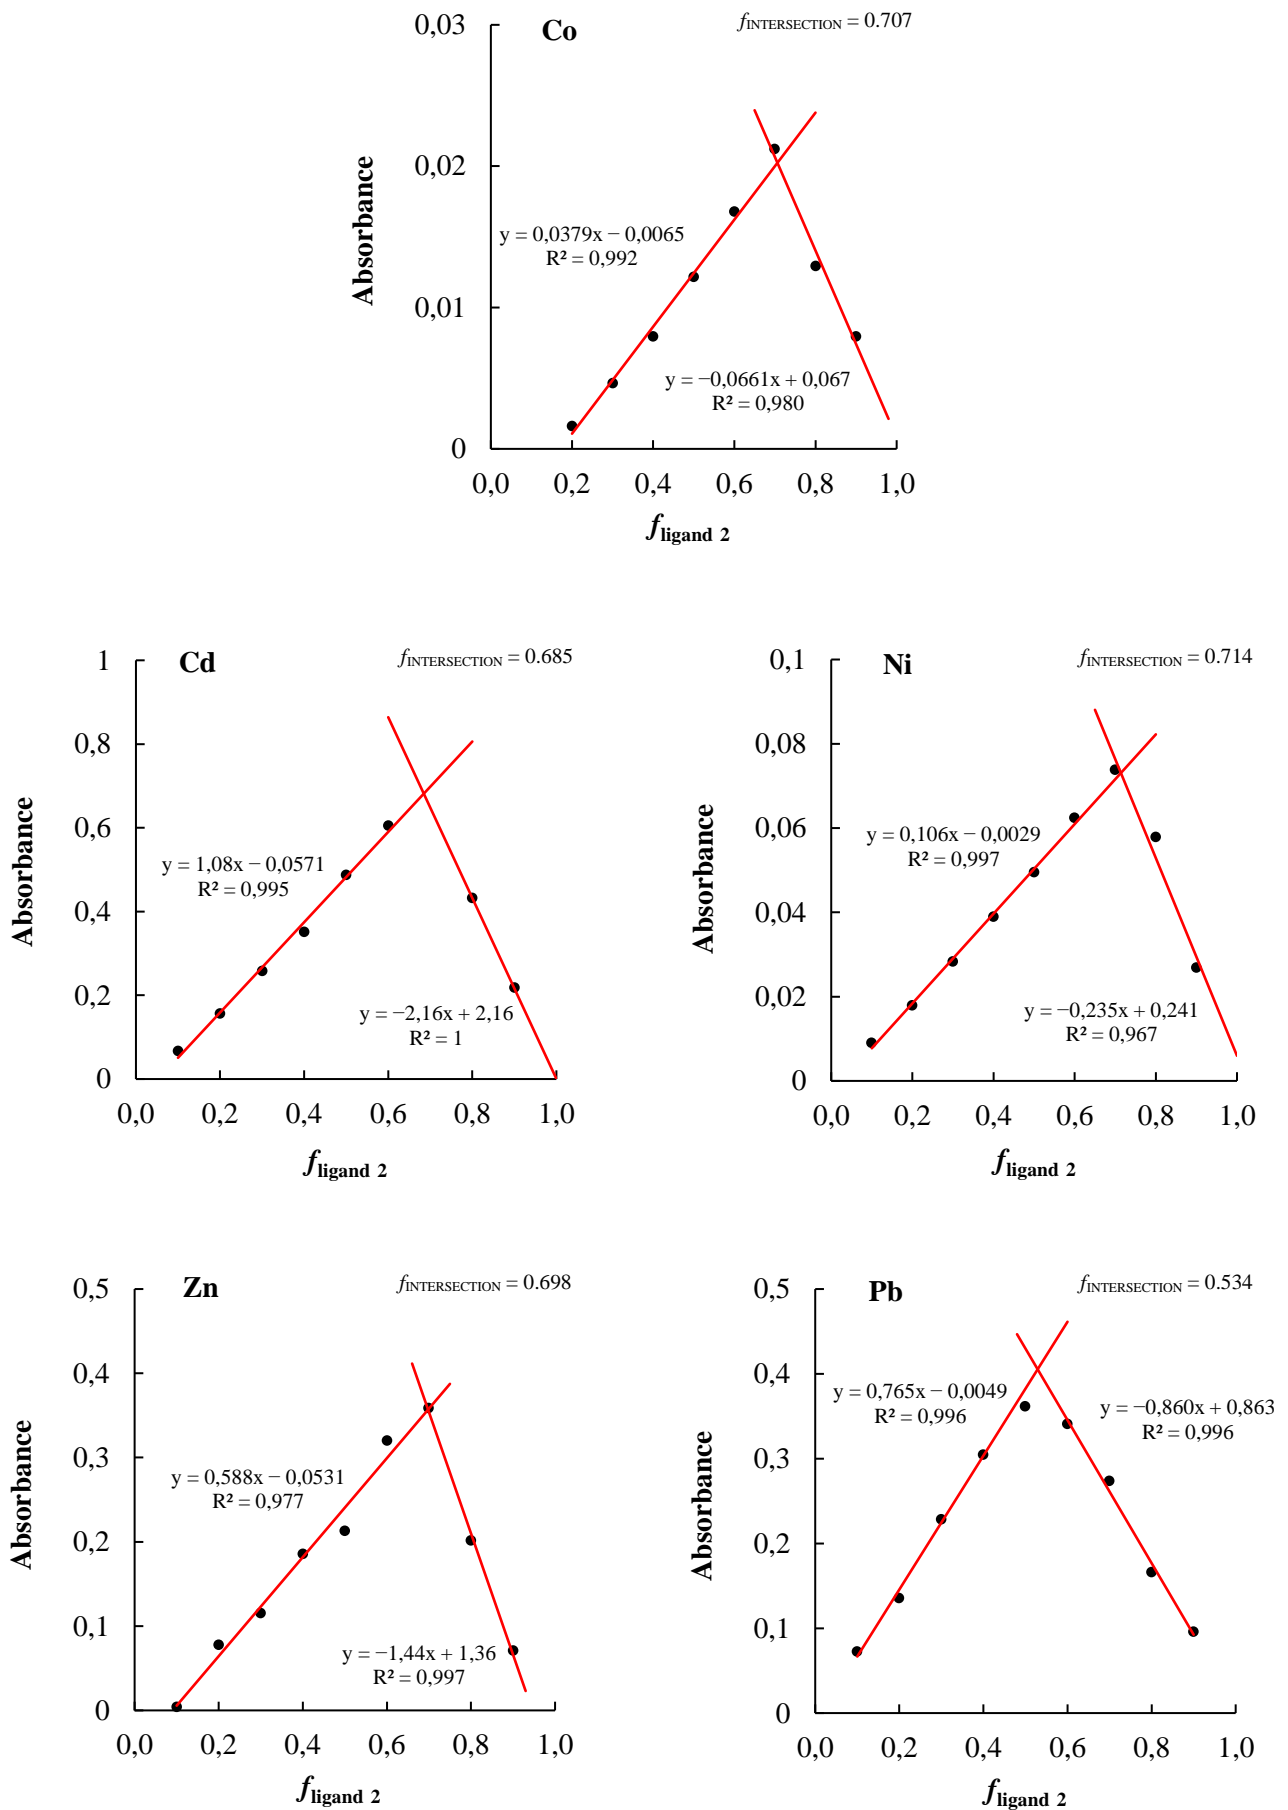 Co
fINTERSECTION = 0.707
0,03
0,02
0,01
0
Absorbance
y = 0,0379x − 0,0065
R² = 0,992
y = −0,0661x + 0,067
R² = 0,980
0,0 0,2 0,4 0,6 0,8 1,0
fligand 2
Cd
fINTERSECTION = 0.685
1
0,8
0,6
0,4
0,2
0
Absorbance
y = 1,08x − 0,0571
R² = 0,995
y = −2,16x + 2,16
R² = 1
0,0 0,2 0,4 0,6 0,8 1,0
fligand 2
Ni
fINTERSECTION = 0.714
0,1
0,08
0,06
0,04
0,02
0
Absorbance
y = 0,106x − 0,0029
R² = 0,997
y = −0,235x + 0,241
R² = 0,967
0,0 0,2 0,4 0,6 0,8 1,0
fligand 2
Zn
fINTERSECTION = 0.698
0,5
0,4
0,3
0,2
0,1
0
Absorbance
y = 0,588x − 0,0531
R² = 0,977
y = −1,44x + 1,36
R² = 0,997
0,0 0,2 0,4 0,6 0,8 1,0
fligand 2
Pb
fINTERSECTION = 0.534
0,5
0,4
0,3
0,2
0,1
0
Absorbance
y = 0,765x − 0,0049
R² = 0,996
y = −0,860x + 0,863
R² = 0,996
0,0 0,2 0,4 0,6 0,8 1,0
fligand 2